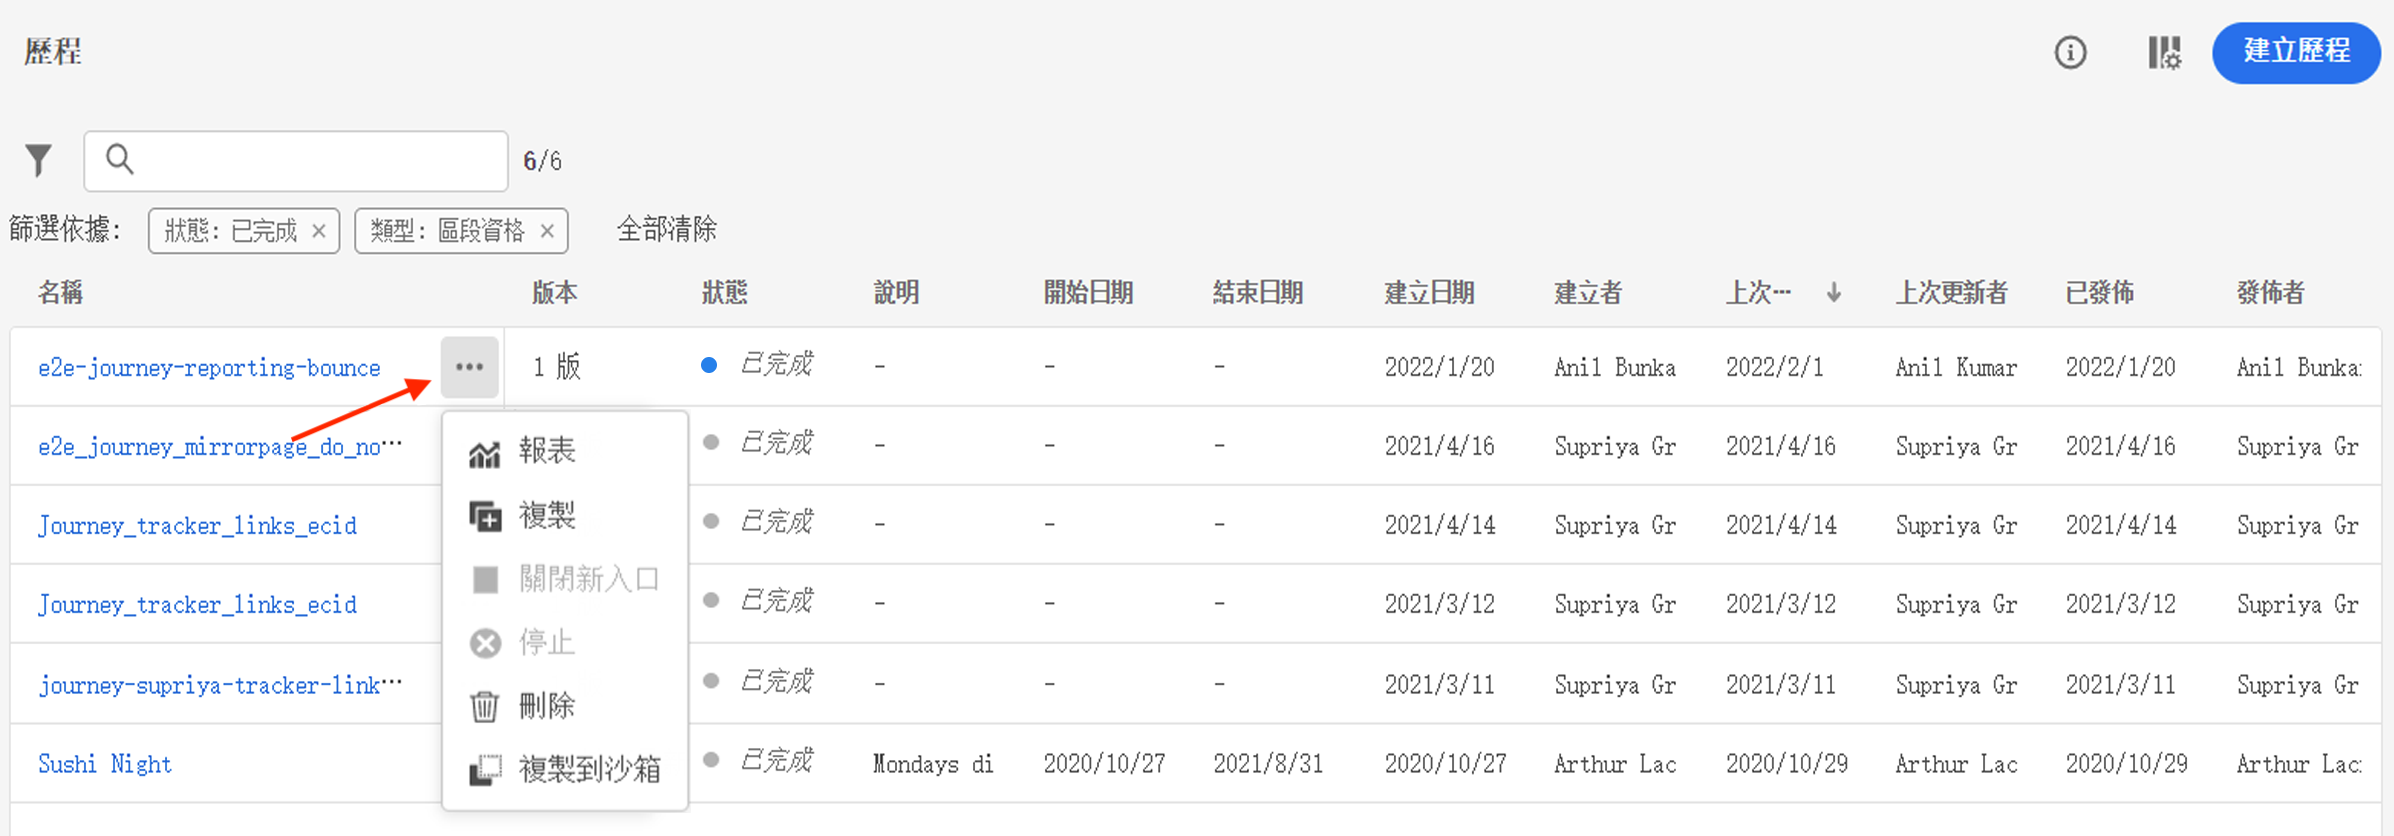 歷程
建立歷程
6/6
篩選依據： 狀態：已完成 × 類型：區段資格 × 全部清除
名稱 版本 狀態 說明 開始日期 結束日期 建立日期 建立者 上次⋯ ↓ 上次更新者 已發佈 發佈者
e2e-journey-reporting-bounce ••• 1 版 已完成 - - - 2022/1/20 Anil Bunka 2022/2/1 Anil Kumar 2022/1/20 Anil Bunka
e2e_journey_mirrorpage_do_no⋯ 已完成 - - - 2021/4/16 Supriya Gr 2021/4/16 Supriya Gr 2021/4/16 Supriya Gr
Journey_tracker_links_ecid 已完成 - - - 2021/4/14 Supriya Gr 2021/4/14 Supriya Gr 2021/4/14 Supriya Gr
Journey_tracker_links_ecid 已完成 - - - 2021/3/12 Supriya Gr 2021/3/12 Supriya Gr 2021/3/12 Supriya Gr
journey-supriya-tracker-link⋯ 已完成 - - - 2021/3/11 Supriya Gr 2021/3/11 Supriya Gr 2021/3/11 Supriya Gr
Sushi Night 已完成 Mondays di 2020/10/27 2021/8/31 2020/10/27 Arthur Lac 2020/10/29 Arthur Lac 2020/10/29 Arthur Lac
報表
複製
關閉新入口
停止
刪除
複製到沙箱